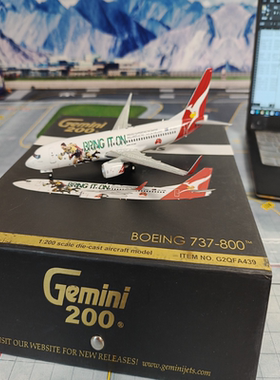 Gemini
200
BRING IT ON
BRING IT ON
BOEING 737-800™
1:200 scale die-cast aircraft model
ITEM NO. G2QFA439
Gemini
200®
VISIT OUR WEBSITE FOR NEW RELEASES! www.geminijets.com